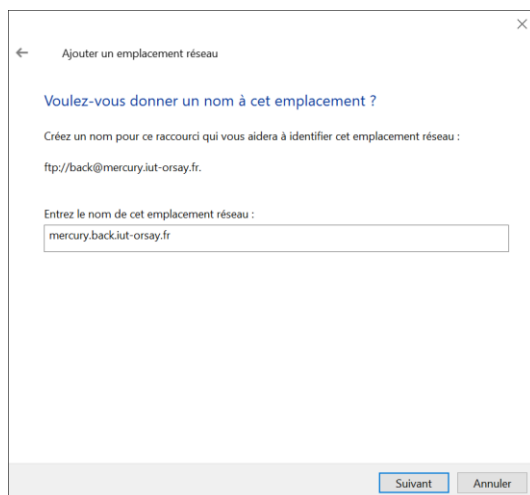 Ajouter un emplacement réseau
Voulez-vous donner un nom à cet emplacement ?
Créez un nom pour ce raccourci qui vous aidera à identifier cet emplacement réseau :
ftp://back@mercury.iut-orsay.fr.
Entrez le nom de cet emplacement réseau :
mercury.back.iut-orsay.fr
Suivant Annuler